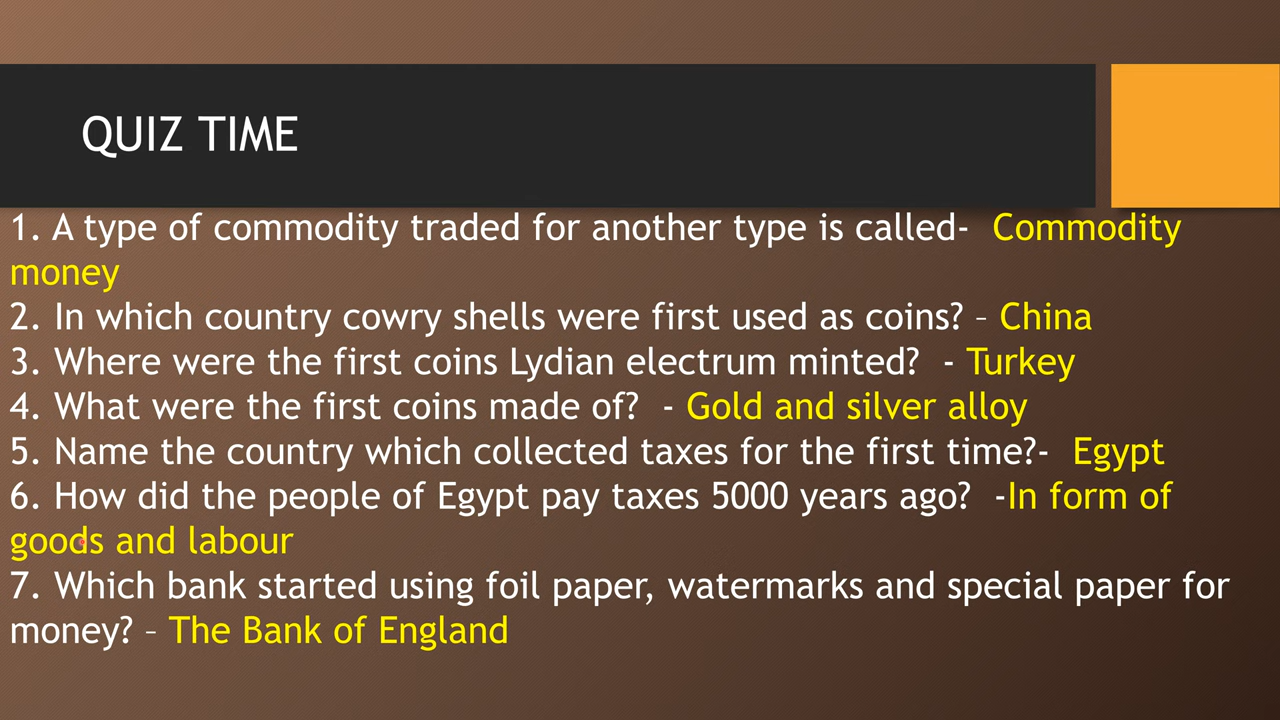 QUIZ TIME
1. A type of commodity traded for another type is called- Commodity
money
2. In which country cowry shells were first used as coins? – China
3. Where were the first coins Lydian electrum minted? - Turkey
4. What were the first coins made of? - Gold and silver alloy
5. Name the country which collected taxes for the first time?- Egypt
6. How did the people of Egypt pay taxes 5000 years ago? -In form of
goods and labour
7. Which bank started using foil paper, watermarks and special paper for
money? – The Bank of England